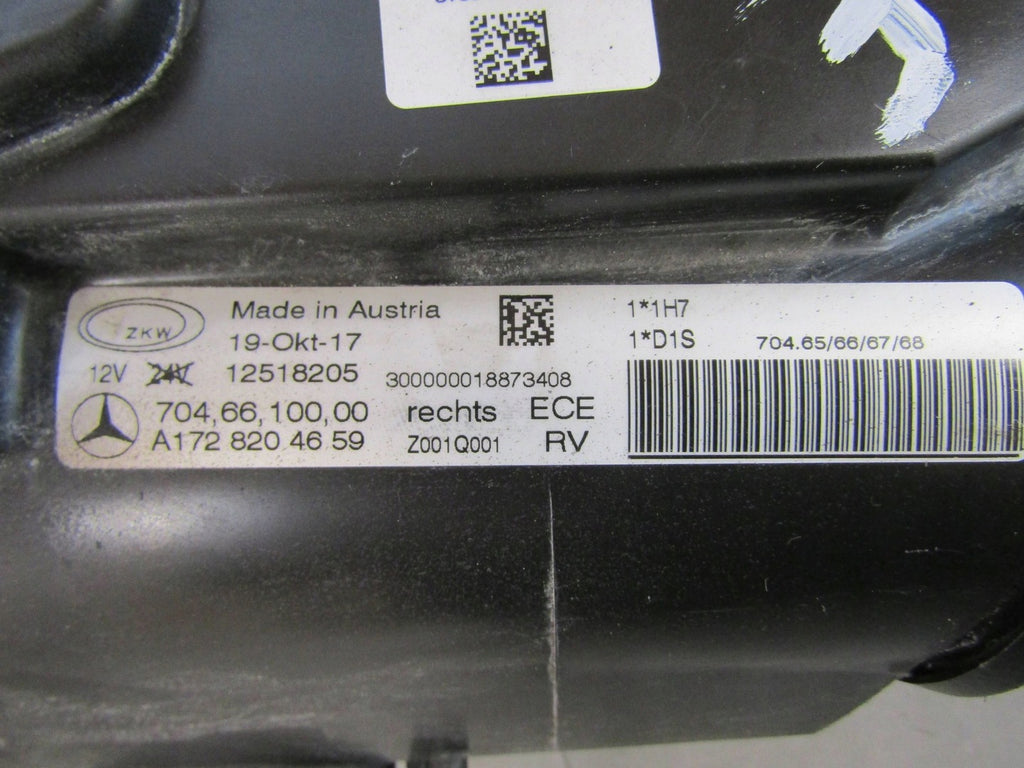 ZKW
Made in Austria
19-Okt-17
12V 24V 12518205 300000018873408
704,66,100,00 rechts ECE
A172 820 46 59 Z001Q001 RV
1*1H7
1*D1S 704.65/66/67/68